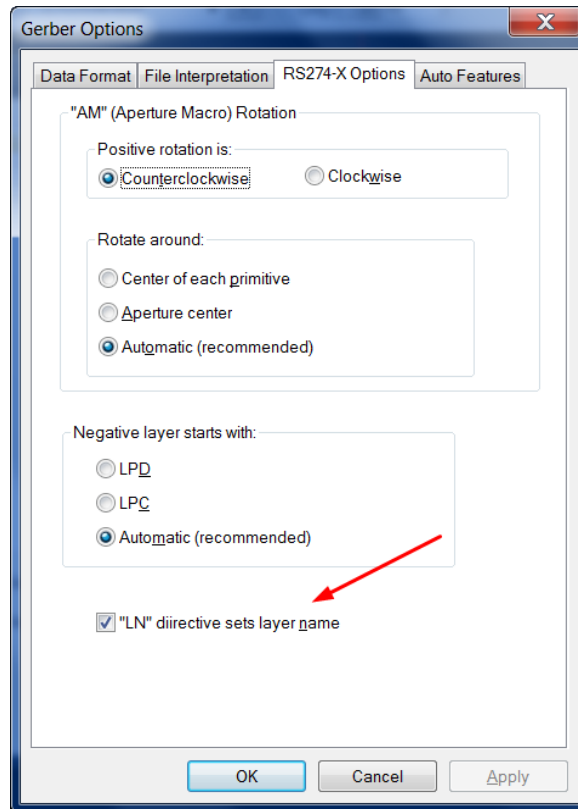 Gerber Options
Data Format File Interpretation RS274-X Options Auto Features
"AM" (Aperture Macro) Rotation
Positive rotation is:
Counterclockwise Clockwise
Rotate around:
Center of each primitive
Aperture center
Automatic (recommended)
Negative layer starts with:
LPD
LPC
Automatic (recommended)
"LN" diirective sets layer name
OK Cancel Apply